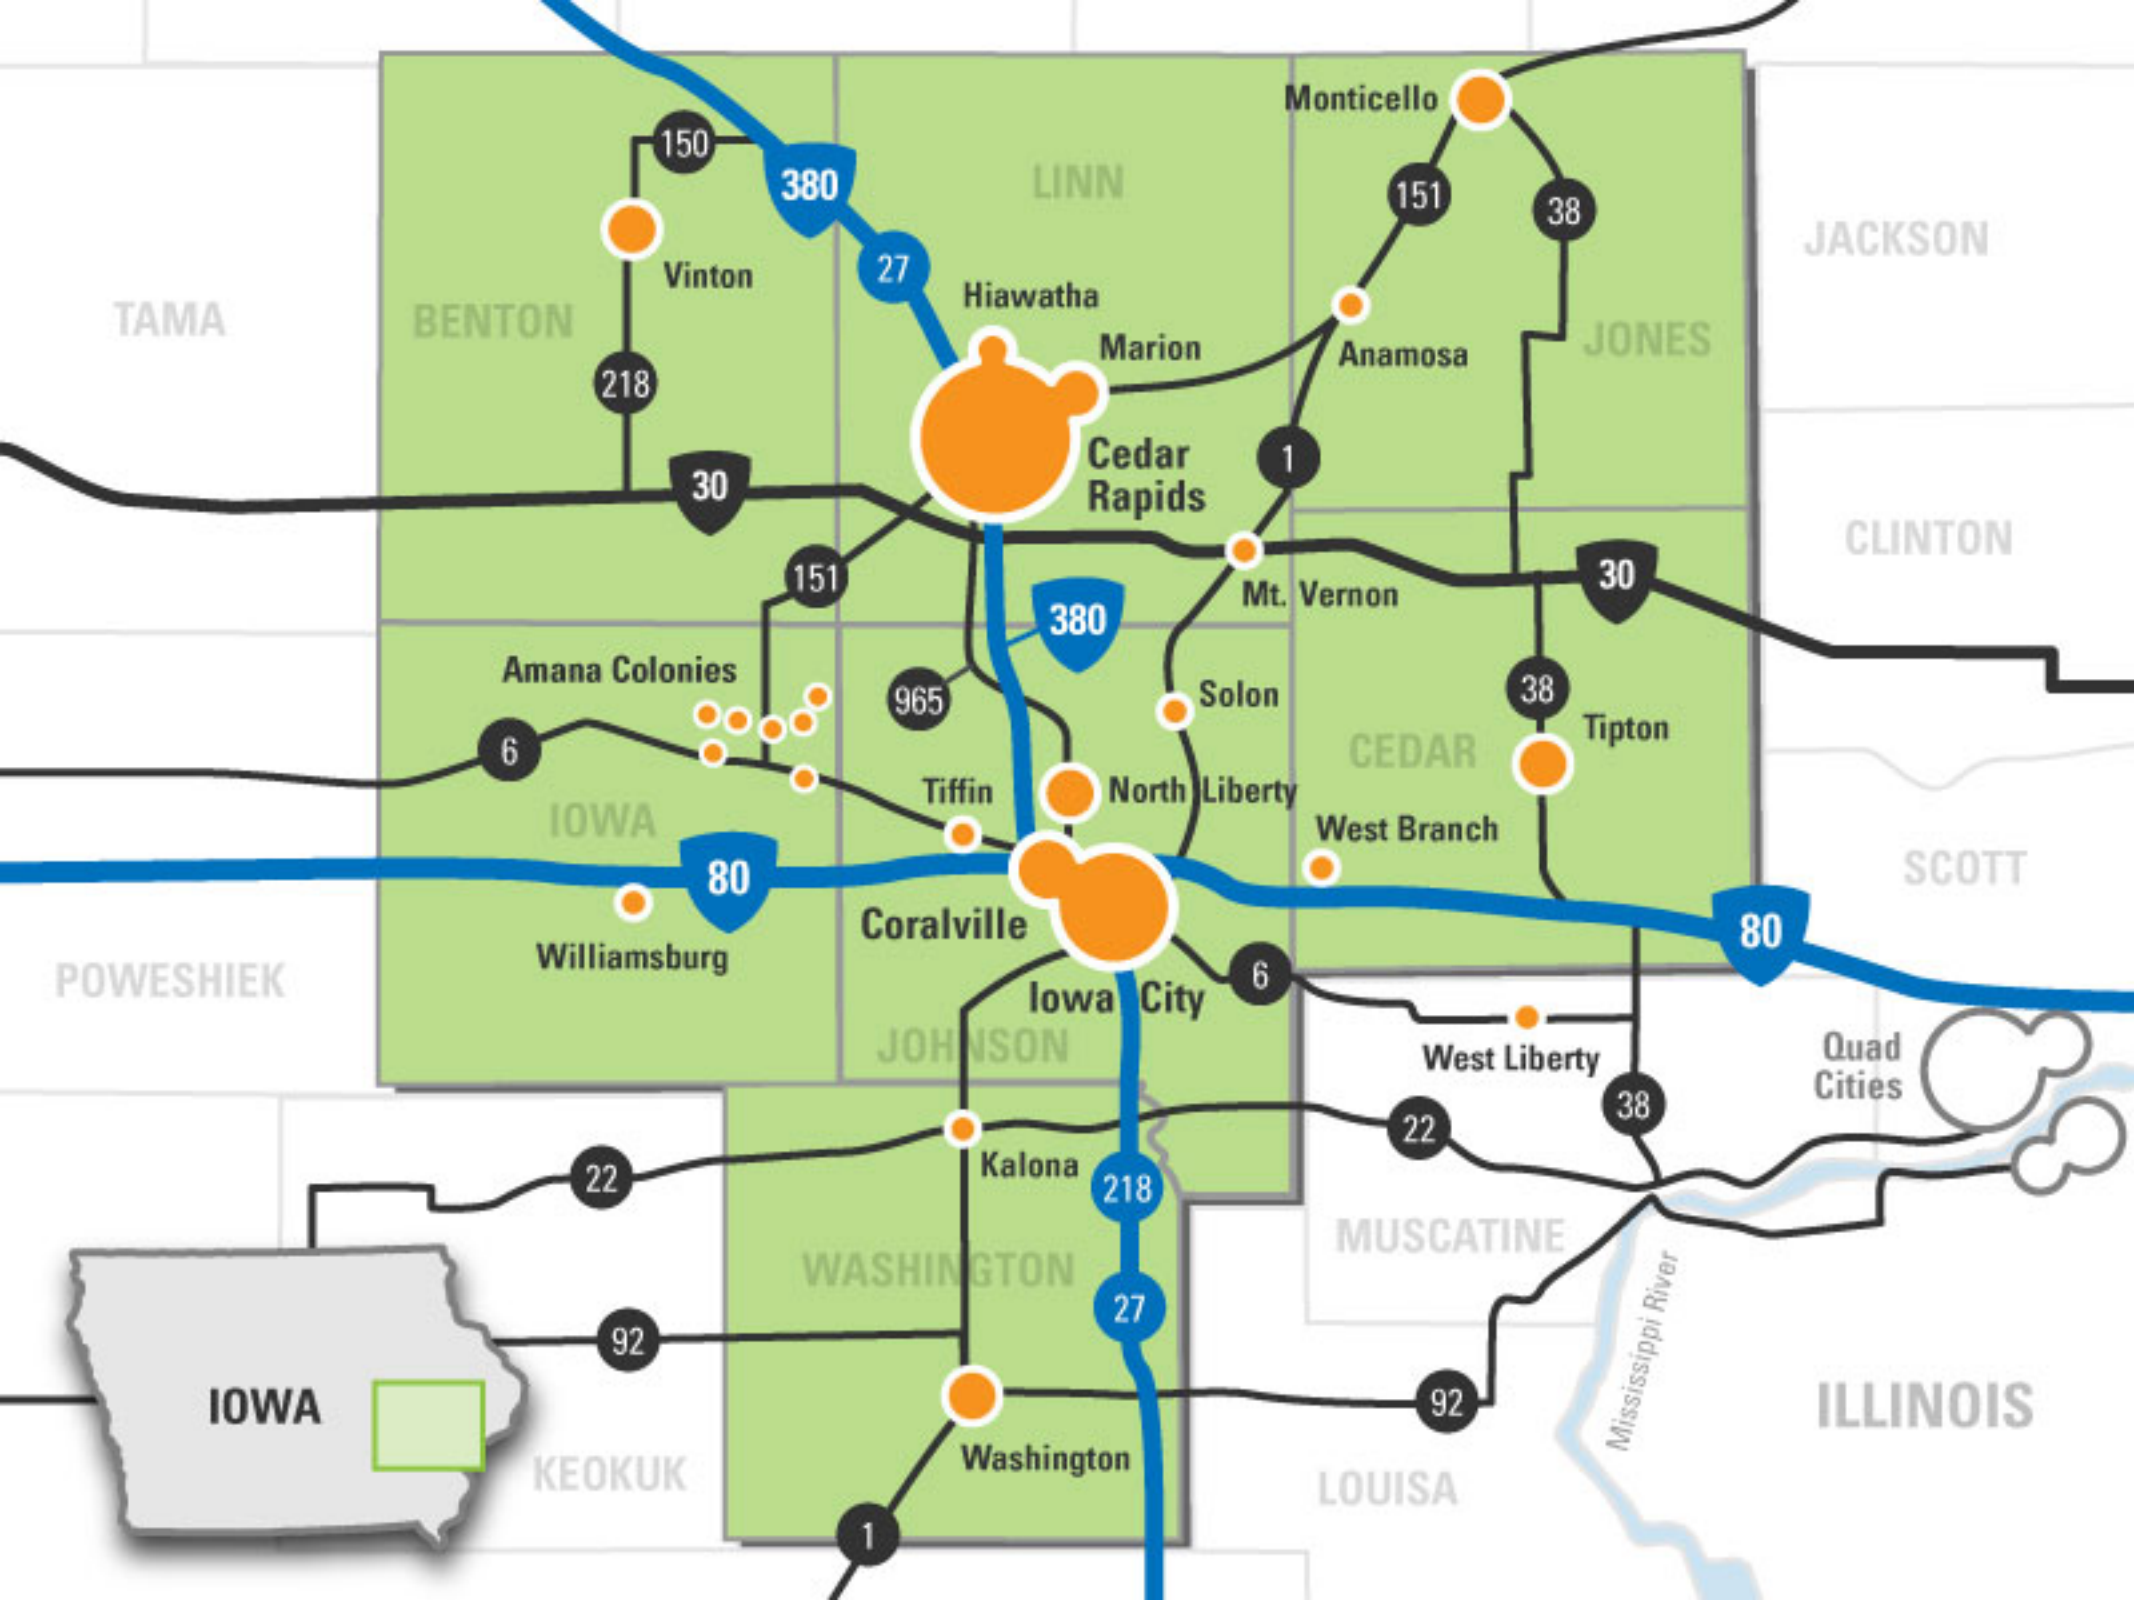 Monticello
150
380
LINN
151
38
JACKSON
27
Vinton
Hiawatha
TAMA
BENTON
Marion
Anamosa
JONES
218
Cedar
Rapids
1
30
CLINTON
151
30
Mt. Vernon
380
Amana Colonies
965
Solon
38
Tipton
6
CEDAR
Tiffin
North Liberty
IOWA
West Branch
80
SCOTT
Coralville
80
Williamsburg
POWESHIEK
6
Iowa City
JOHNSON
West Liberty
Quad
Cities
38
22
Kalona
22
218
MUSCATINE
WASHINGTON
27
Mississippi River
92
IOWA
92
ILLINOIS
Washington
KEOKUK
LOUISA
1